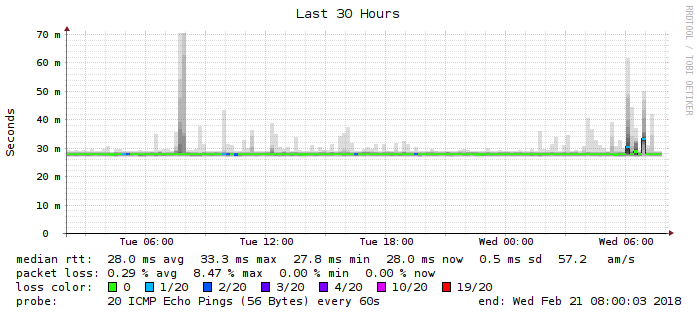 Last 30 Hours
RRDTOOL / TOBI OETIKER
Seconds
70 m
60 m
50 m
40 m
30 m
20 m
10 m
0
Tue 06:00 Tue 12:00 Tue 18:00 Wed 00:00 Wed 06:00
median rtt: 28.0 ms avg 33.3 ms max 27.8 ms min 28.0 ms now 0.5 ms sd 57.2 am/s
packet loss: 0.29 % avg 8.47 % max 0.00 % min 0.00 % now
loss color: 0 1/20 2/20 3/20 4/20 10/20 19/20
probe: 20 ICMP Echo Pings (56 Bytes) every 60s end: Wed Feb 21 08:00:03 2018